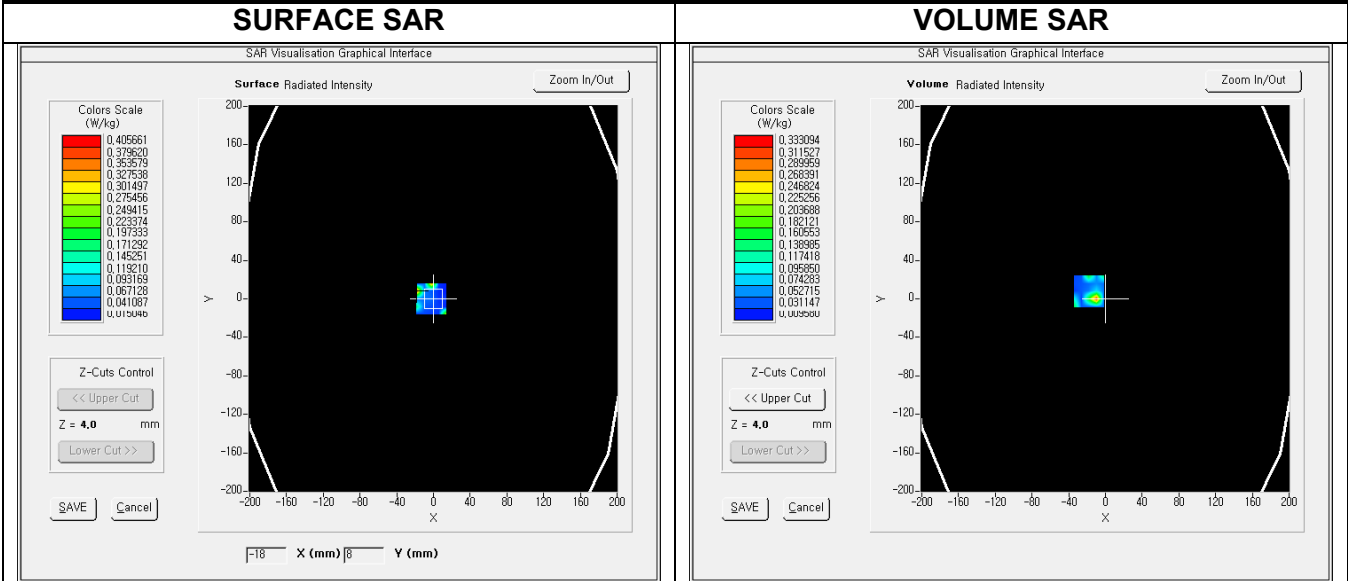 SURFACE SAR
SAR Visualisation Graphical Interface
Surface Radiated Intensity
Zoom In/Out
Colors Scale
(W/kg)
0,405661
0,379620
0,353579
0,327538
0,301497
0,275456
0,249415
0,223374
0,197333
0,171292
0,145251
0,119210
0,093169
0,067128
0,041087
0,015046
Z-Cuts Control
<< Upper Cut
Z = 4.0 mm
Lower Cut >>
SAVE Cancel
200
160
120
80
40
0
-40
-80
-120
-160
-200
Y
-200 -160 -120 -80 -40 0 40 80 120 160 200
X
-18 X (mm) 8 Y (mm)
VOLUME SAR
SAR Visualisation Graphical Interface
Volume Radiated Intensity
Zoom In/Out
Colors Scale
(W/kg)
0,333094
0,311527
0,289959
0,268391
0,246824
0,225256
0,203688
0,182121
0,160553
0,138985
0,117418
0,095850
0,074283
0,052715
0,031147
0,009580
Z-Cuts Control
<< Upper Cut
Z = 4.0 mm
Lower Cut >>
SAVE Cancel
200
160
120
80
40
0
-40
-80
-120
-160
-200
Y
-200 -160 -120 -80 -40 0 40 80 120 160 200
X